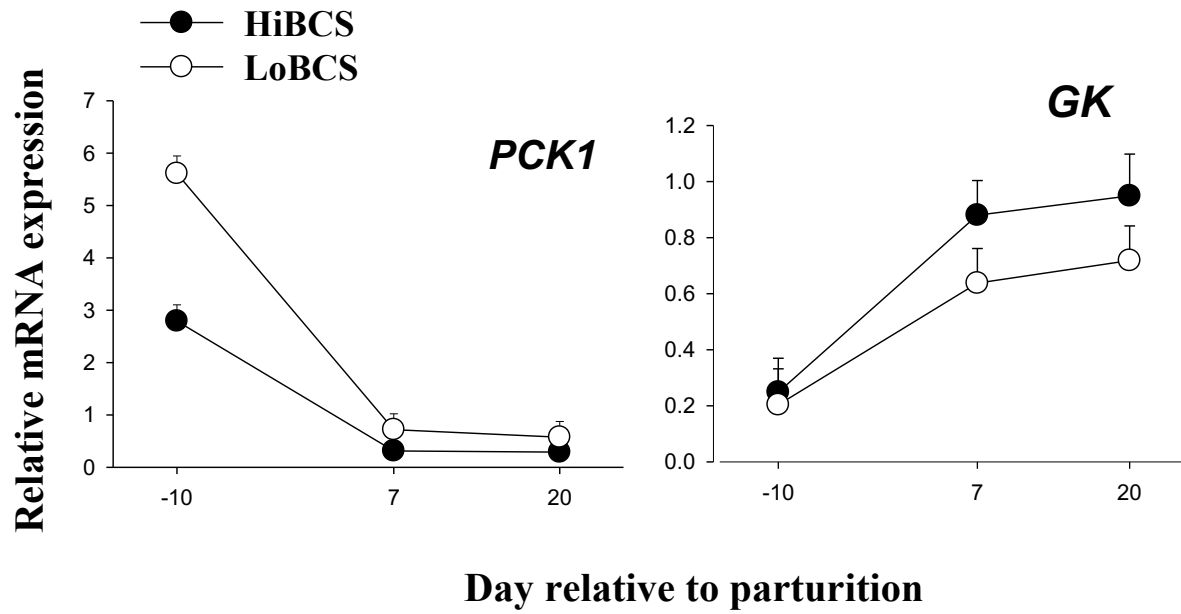 HiBCS
LoBCS
Relative mRNA expression
PCK1
7
6
5
4
3
2
1
0
-10 7 20
GK
1.2
1.0
0.8
0.6
0.4
0.2
0.0
-10 7 20
Day relative to parturition